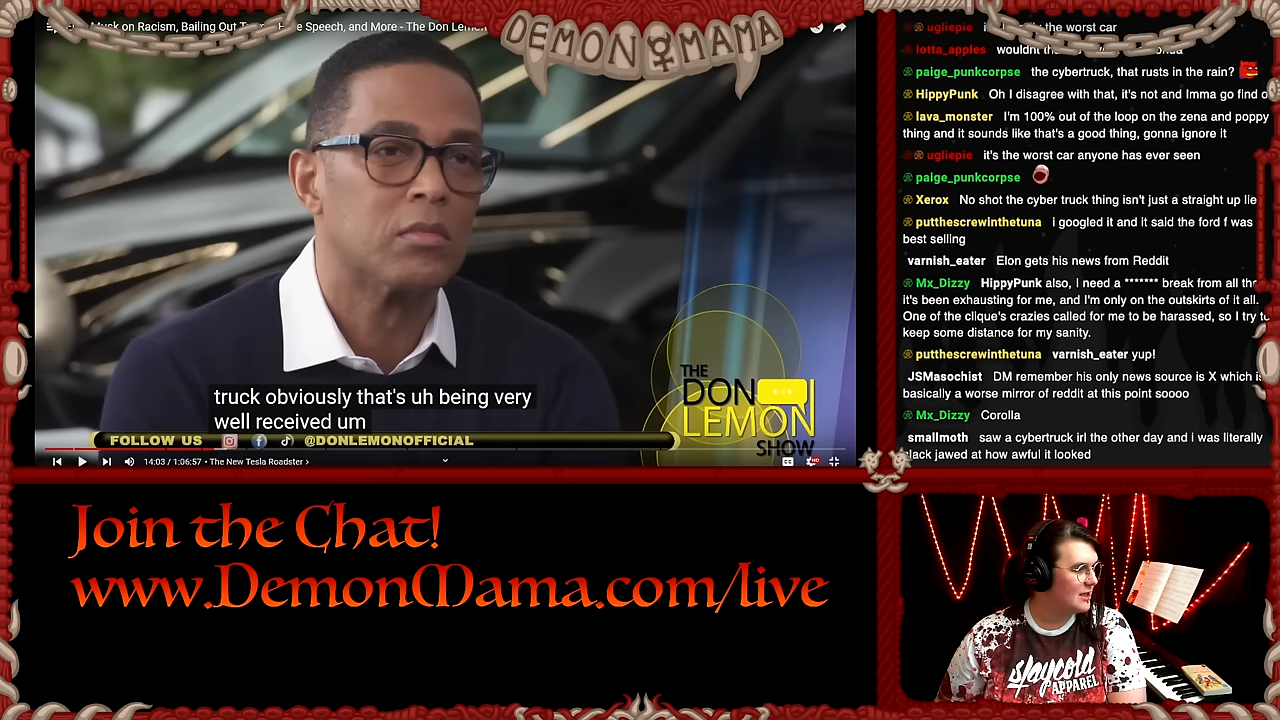 Musk on Racism, Bailing Out Speech, and More - The Don Lemon
DEMON MAMA
truck obviously that's uh being very
well received um
FOLLOW US @DONLEMONOFFICIAL
THE
DON
LEMON
SHOW
14:03 / 1:06:57 • The New Tesla Roadster ›
HD
ugliepie the worst car
lotta_apples wouldnt
paige_punkcorpse the cybertruck, that rusts in the rain?
HippyPunk Oh I disagree with that, it's not and Imma go find
lava_monster I'm 100% out of the loop on the zena and poppy
thing and it sounds like that's a good thing, gonna ignore it
ugliepie it's the worst car anyone has ever seen
paige_punkcorpse
Xerox No shot the cyber truck thing isn't just a straight up lie
putthescrewinthetuna i googled it and it said the ford f was
best selling
varnish_eater Elon gets his news from Reddit
Mx_Dizzy HippyPunk also, I need a ******* break from all
it's been exhausting for me, and I'm only on the outskirts of it all.
One of the clique's crazies called for me to be harassed, so I try
keep some distance for my sanity.
putthescrewinthetuna varnish_eater yup!
JSMasochist DM remember his only news source is X which is
basically a worse mirror of reddit at this point soooo
Mx_Dizzy Corolla
smallmoth saw a cybertruck irl the other day and i was literally
slack jawed at how awful it looked
Join the Chat!
www.DemonMama.com/live
slaycold
APPAREL